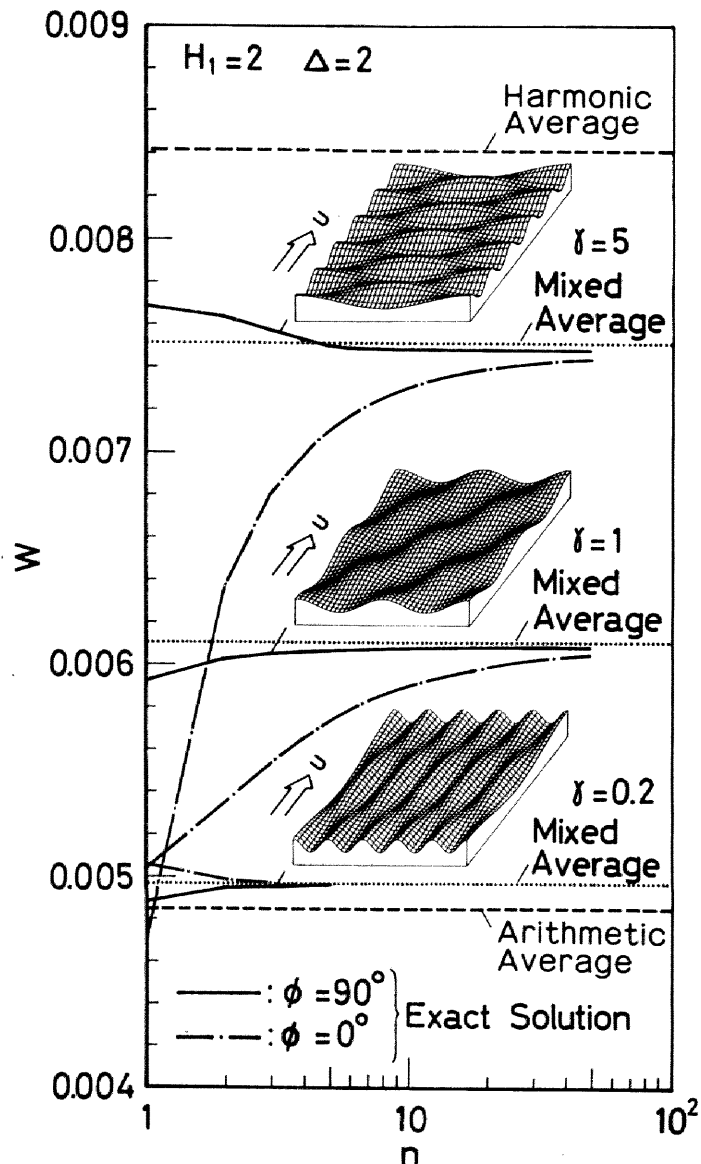 0.009
H₁=2 Δ=2
Harmonic
Average
0.008
U
γ=5
Mixed
Average
0.007
U
γ=1
Mixed
Average
W
0.006
U
γ=0.2
Mixed
Average
0.005
Arithmetic
Average
: ϕ=90°
: ϕ=0°
Exact Solution
0.004
1
10
10²
n